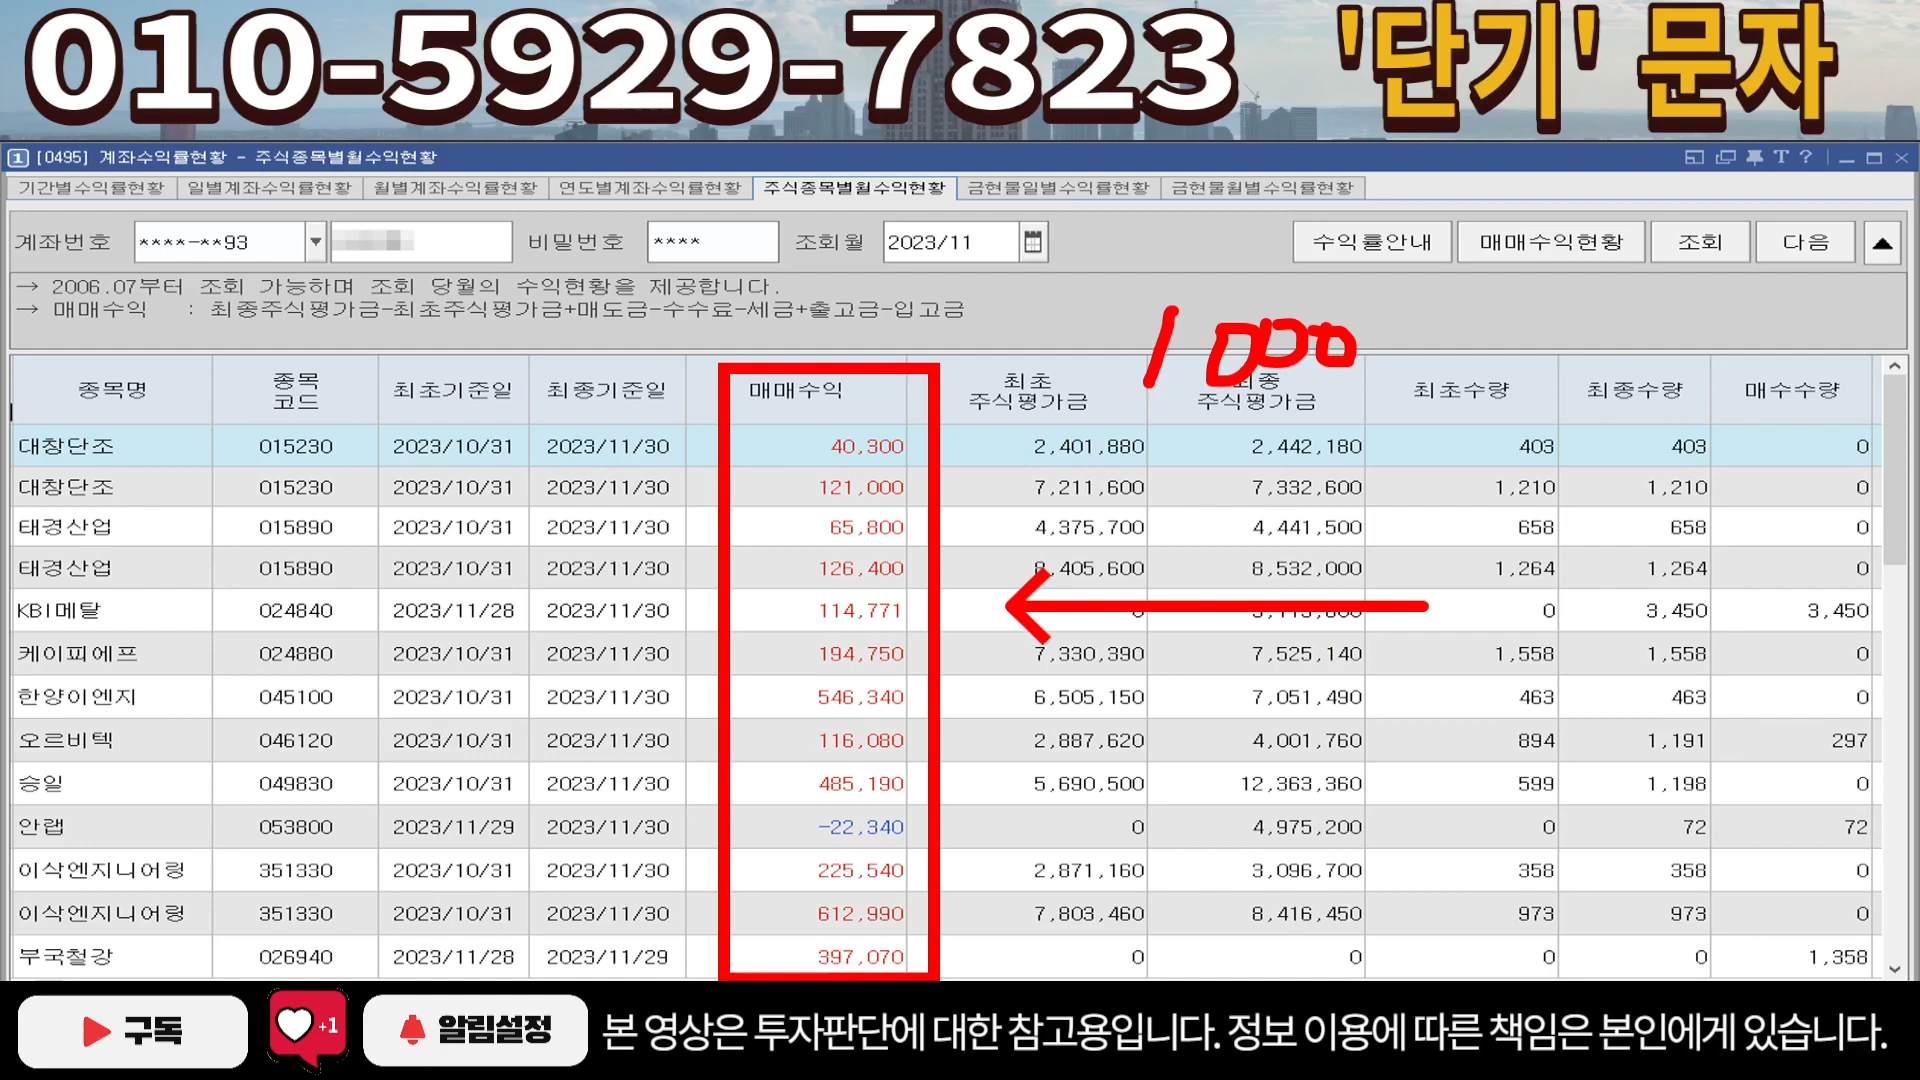 010-5929-7823 '단기' 문자
1 [0495] 계좌수익률현황 - 주식종목별월수익현황
기간별수익률현황 일별계좌수익률현황 월별계좌수익률현황 연도별계좌수익률현황 주식종목별월수익현황 금현물일별수익률현황 금현물월별수익률현황
계좌번호 ****-**93 비밀번호 **** 조회월 2023/11 수익률안내 매매수익현황 조회 다음
→ 2006.07부터 조회 가능하며 조회 당월의 수익현황을 제공합니다.
→ 매매수익 : 최종주식평가금-최초주식평가금+매도금-수수료-세금+출고금-입고금
1000
종목명 종목코드 최초기준일 최종기준일 매매수익 최초주식평가금 최종주식평가금 최초수량 최종수량 매수수량
대창단조 015230 2023/10/31 2023/11/30 40,300 2,401,880 2,442,180 403 403 0
대창단조 015230 2023/10/31 2023/11/30 121,000 7,211,600 7,332,600 1,210 1,210 0
태경산업 015890 2023/10/31 2023/11/30 65,800 4,375,700 4,441,500 658 658 0
태경산업 015890 2023/10/31 2023/11/30 126,400 8,405,600 8,532,000 1,264 1,264 0
KBI메탈 024840 2023/11/28 2023/11/30 114,771 0 0 3,450 3,450
케이피에프 024880 2023/10/31 2023/11/30 194,750 7,330,390 7,525,140 1,558 1,558 0
한양이엔지 045100 2023/10/31 2023/11/30 546,340 6,505,150 7,051,490 463 463 0
오르비텍 046120 2023/10/31 2023/11/30 116,080 2,887,620 4,001,760 894 1,191 297
승일 049830 2023/10/31 2023/11/30 485,190 5,690,500 12,363,360 599 1,198 0
안랩 053800 2023/11/29 2023/11/30 -22,340 0 4,975,200 0 72 72
이삭엔지니어링 351330 2023/10/31 2023/11/30 225,540 2,871,160 3,096,700 358 358 0
이삭엔지니어링 351330 2023/10/31 2023/11/30 612,990 7,803,460 8,416,450 973 973 0
부국철강 026940 2023/11/28 2023/11/29 397,070 0 0 0 0 1,358
구독 +1 알림설정 본 영상은 투자판단에 대한 참고용입니다. 정보 이용에 따른 책임은 본인에게 있습니다.